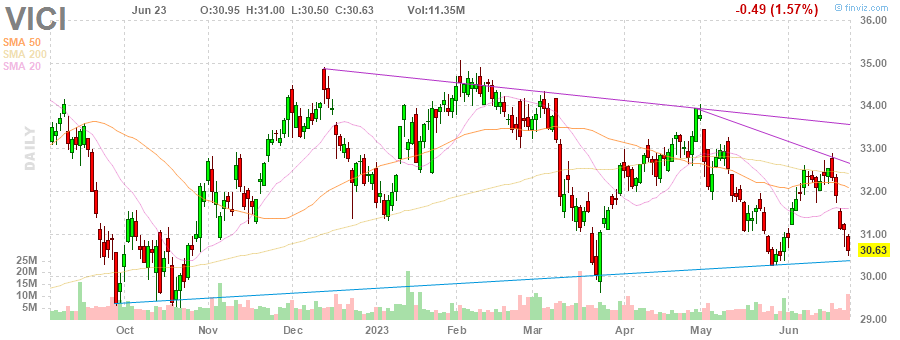 VICI
Jun 23 O:30.95 H:31.00 L:30.50 C:30.63 Vol:11.35M -0.49 (1.57%) © finviz.com
SMA 50
SMA 200
SMA 20
DAILY
36.00
35.00
34.00
33.00
32.00
31.00
30.63
30.00
29.00
25M
20M
15M
10M
5M
Oct Nov Dec 2023 Feb Mar Apr May Jun